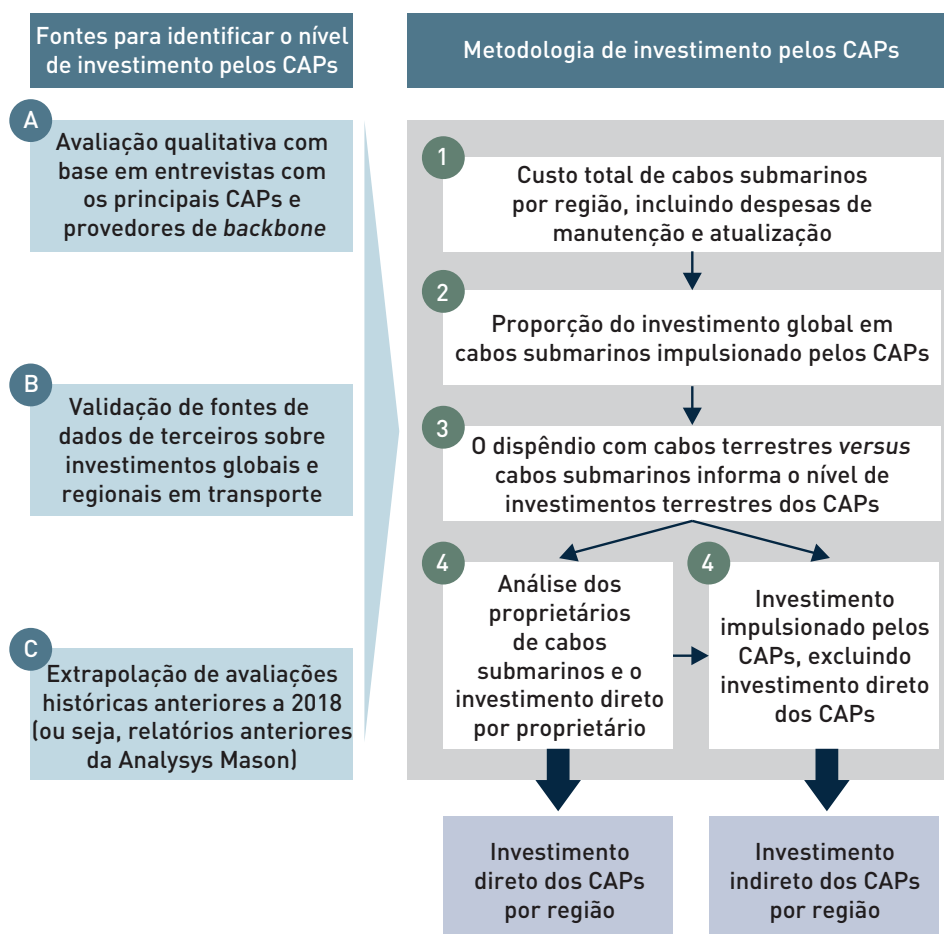 Fontes para identificar o nível
de investimento pelos CAPs
A
Avaliação qualitativa com
base em entrevistas com
os principais CAPs e
provedores de backbone
B
Validação de fontes de
dados de terceiros sobre
investimentos globais e
regionais em transporte
C
Extrapolação de avaliações
históricas anteriores a 2018
(ou seja, relatórios anteriores
da Analysys Mason)
Metodologia de investimento pelos CAPs
1
Custo total de cabos submarinos
por região, incluindo despesas de
manutenção e atualização
2
Proporção do investimento global em
cabos submarinos impulsionado pelos CAPs
3
O dispêndio com cabos terrestres versus
cabos submarinos informa o nível de
investimentos terrestres dos CAPs
4
Análise dos
proprietários
de cabos
submarinos e o
investimento direto
por proprietário
4
Investimento
impulsionado pelos
CAPs, excluindo
investimento direto
dos CAPs
Investimento
direto dos CAPs
por região
Investimento
indireto dos CAPs
por região